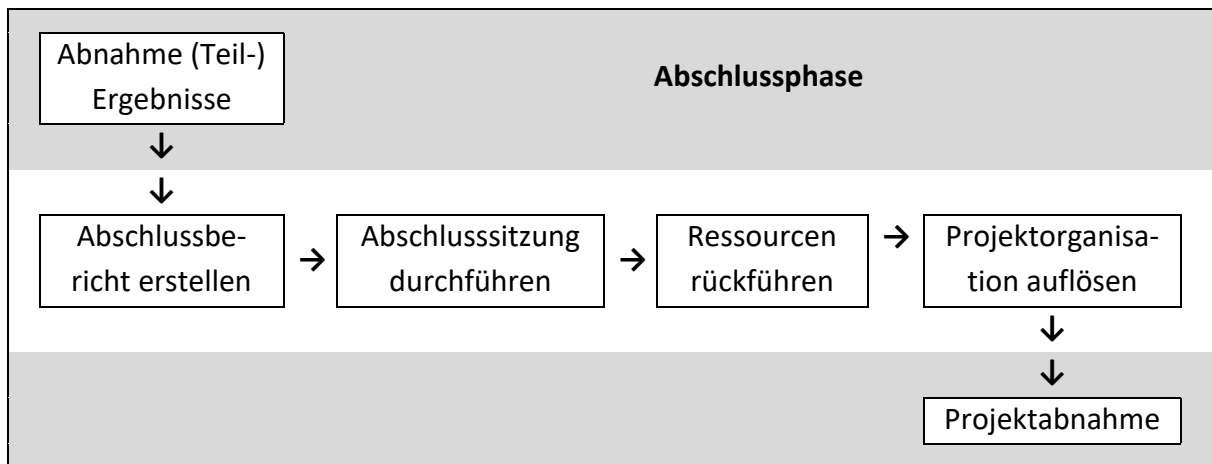 Abnahme (Teil-)
Ergebnisse
Abschlussphase
↓
↓
Abschlussbe-
richt erstellen
→
Abschlusssitzung
durchführen
→
Ressourcen
rückführen
→
Projektorganisa-
tion auflösen
↓
↓
Projektabnahme